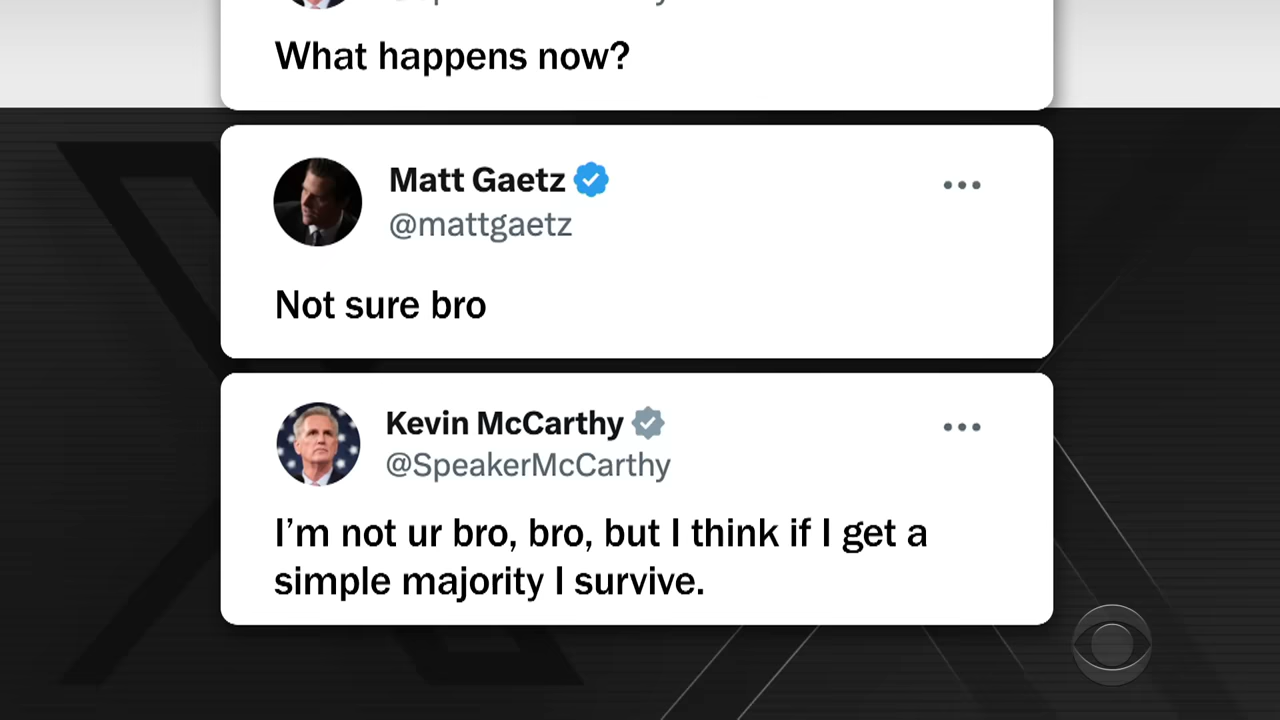 What happens now?
Matt Gaetz
@mattgaetz
Not sure bro
Kevin McCarthy
@SpeakerMcCarthy
I’m not ur bro, bro, but I think if I get a
simple majority I survive.